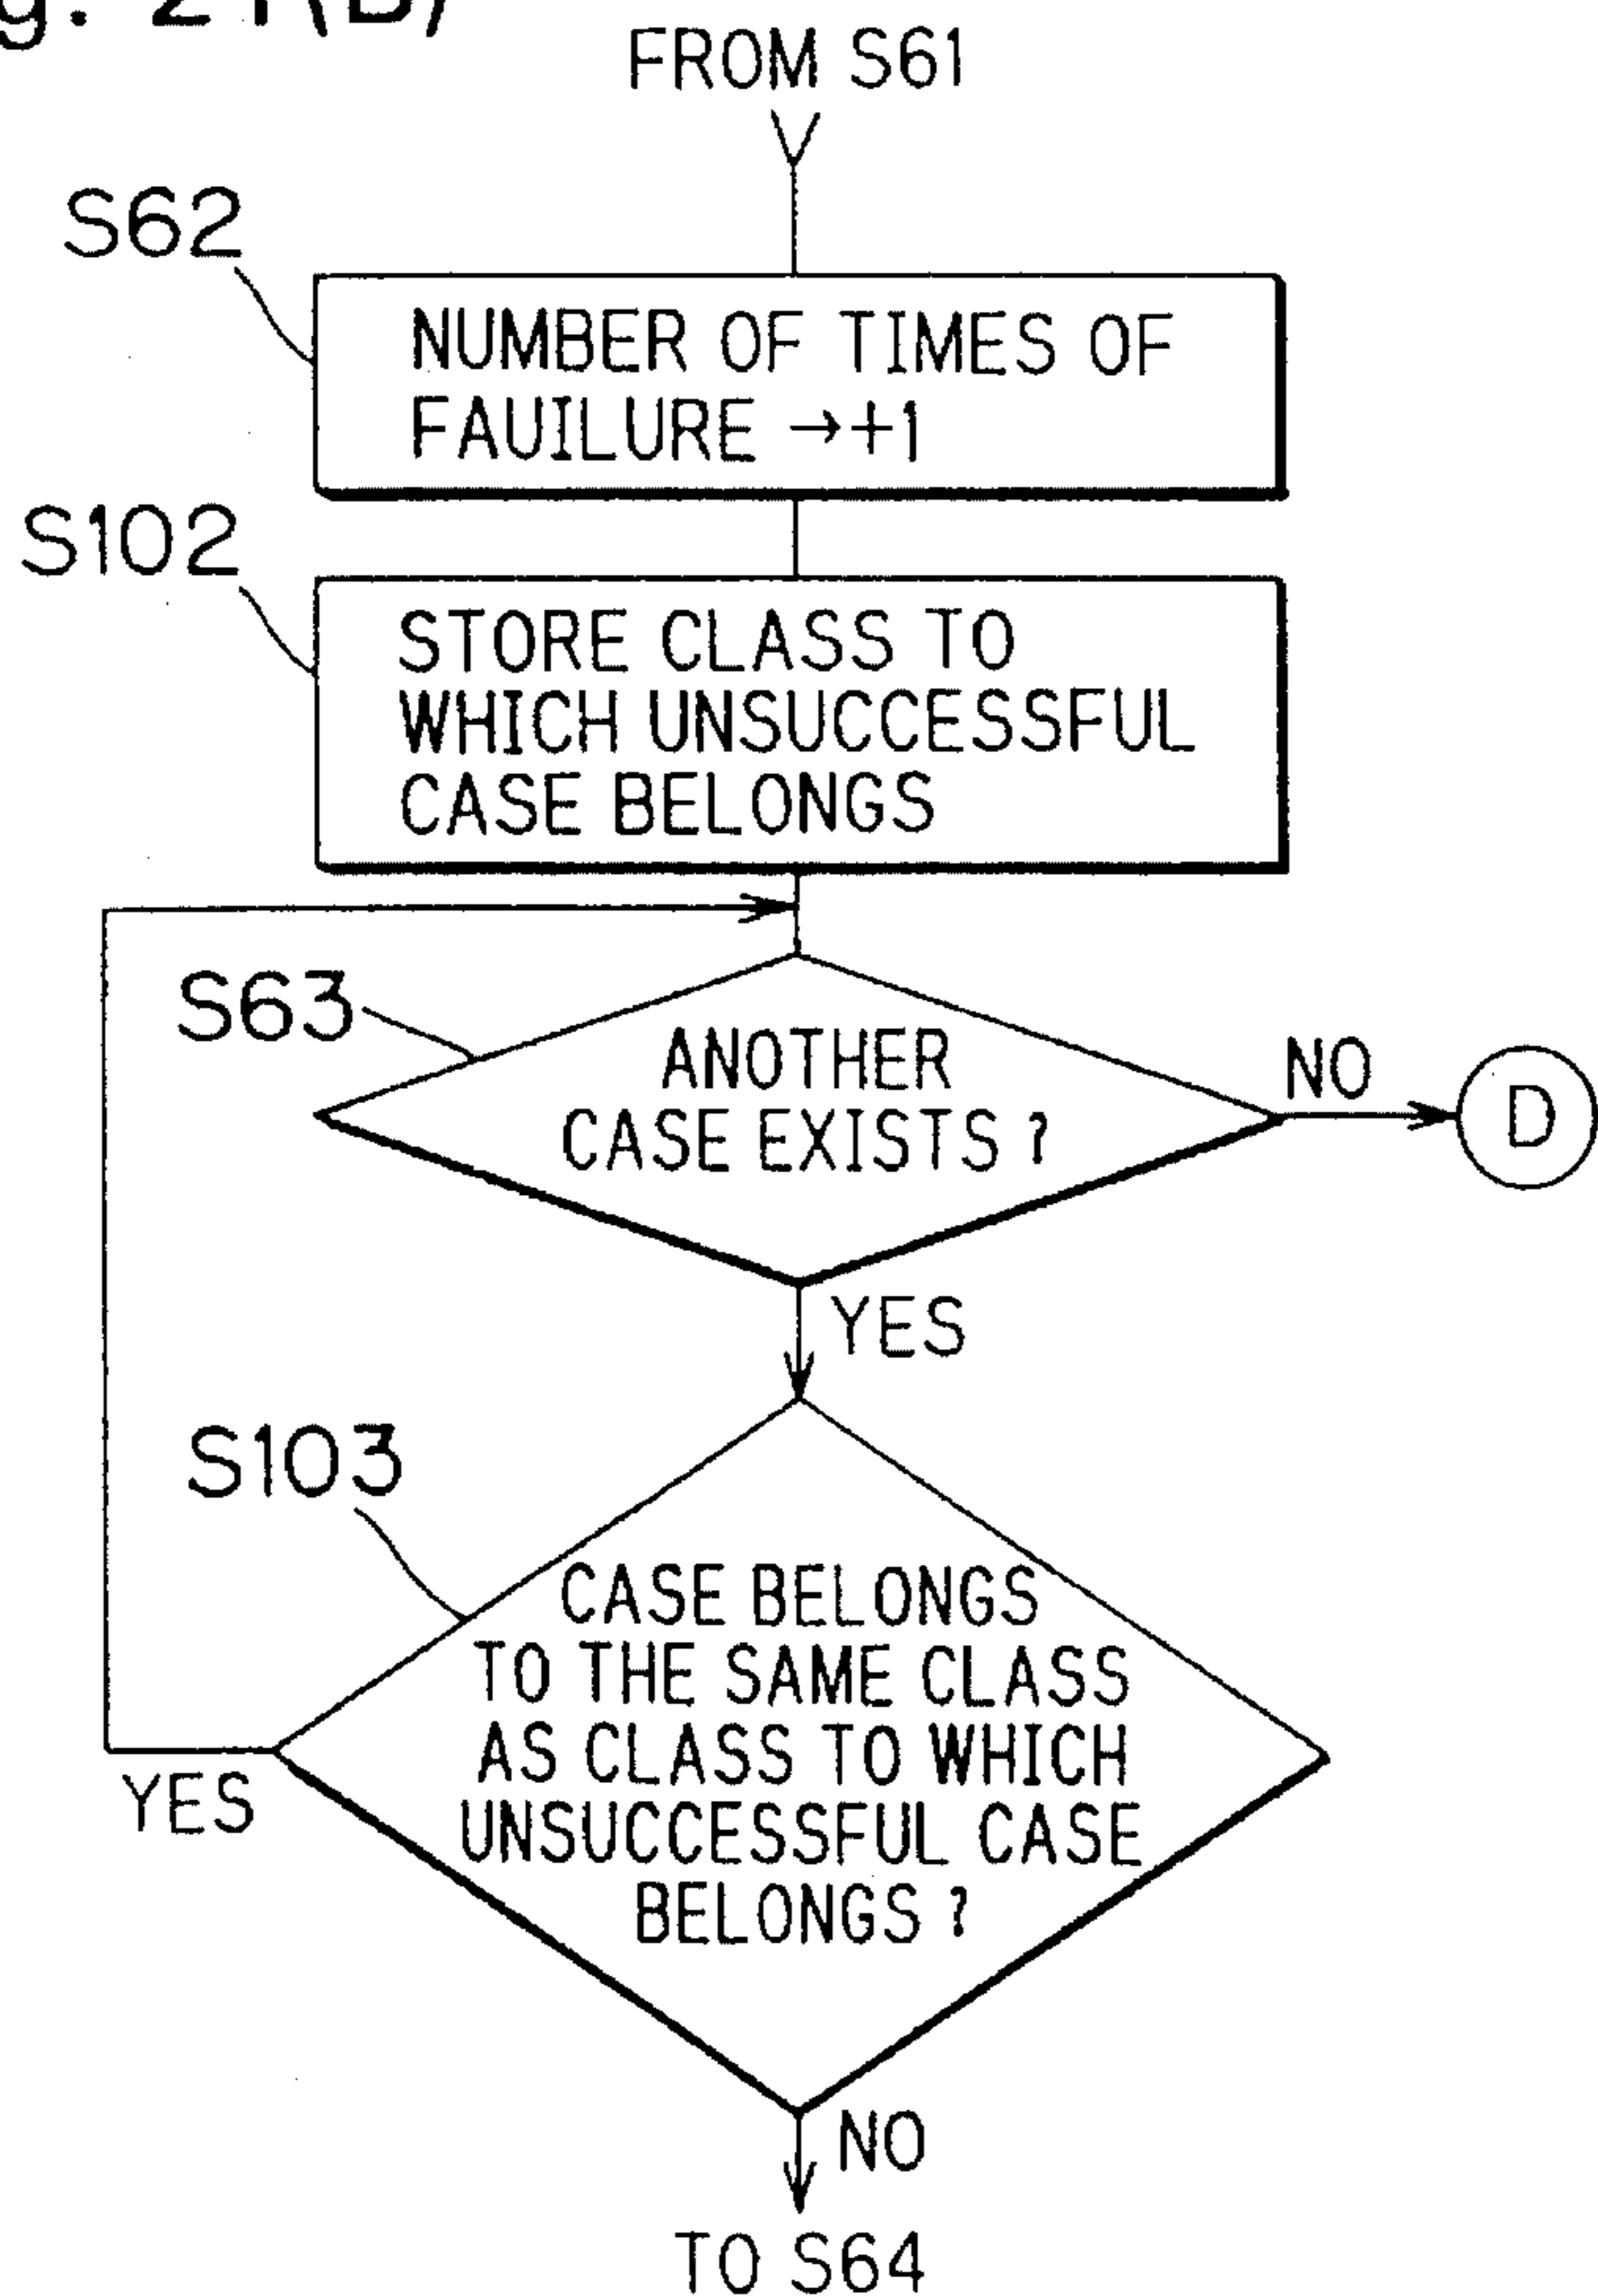 FROM S61
S62
NUMBER OF TIMES OF
FAUILURE →+1
S102
STORE CLASS TO
WHICH UNSUCCESSFUL
CASE BELONGS
S63
ANOTHER
CASE EXISTS ?
NO
D
YES
S103
CASE BELONGS
TO THE SAME CLASS
AS CLASS TO WHICH
UNSUCCESSFUL CASE
BELONGS ?
YES
NO
TO S64